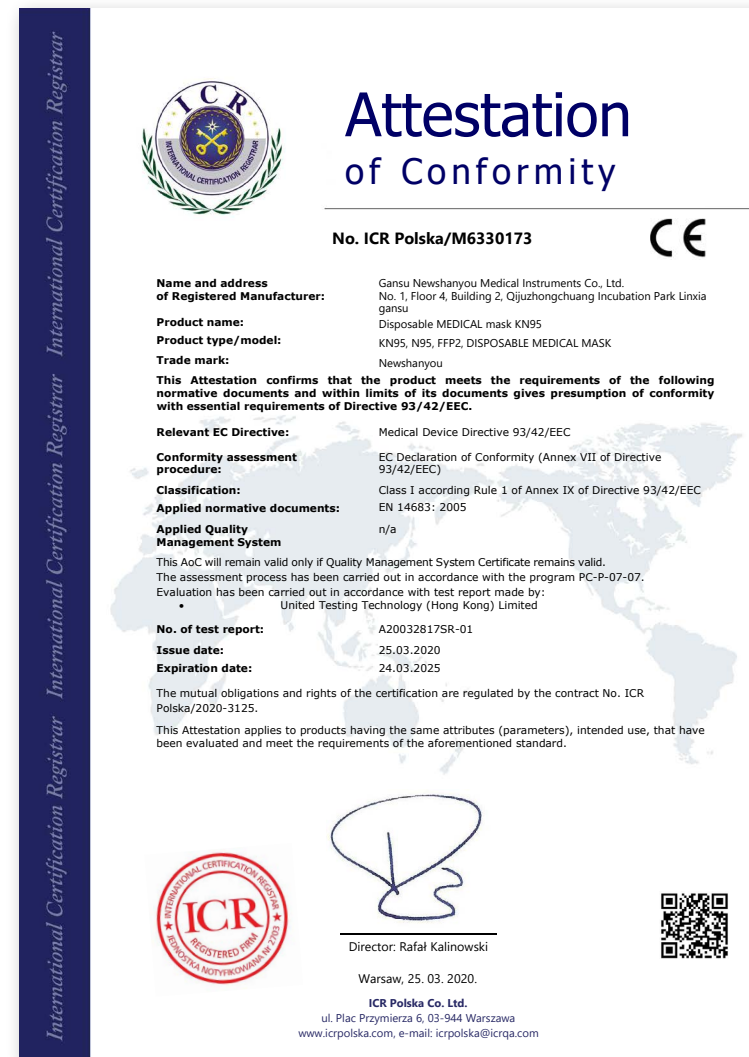 International Certification Registrar International Certification Registrar International Certification Registrar
ICR
INTERNATIONAL CERTIFICATION REGISTRAR
Attestation
of Conformity
No. ICR Polska/M6330173
CE
Name and address
of Registered Manufacturer:
Gansu Newshanyou Medical Instruments Co., Ltd.
No. 1, Floor 4, Building 2, Qijuzhongchuang Incubation Park Linxia
gansu
Product name:
Disposable MEDICAL mask KN95
Product type/model:
KN95, N95, FFP2, DISPOSABLE MEDICAL MASK
Trade mark:
Newshanyou
This Attestation confirms that the product meets the requirements of the following
normative documents and within limits of its documents gives presumption of conformity
with essential requirements of Directive 93/42/EEC.
Relevant EC Directive:
Medical Device Directive 93/42/EEC
Conformity assessment
procedure:
EC Declaration of Conformity (Annex VII of Directive
93/42/EEC)
Classification:
Class I according Rule 1 of Annex IX of Directive 93/42/EEC
Applied normative documents:
EN 14683: 2005
Applied Quality
Management System
n/a
This AoC will remain valid only if Quality Management System Certificate remains valid.
The assessment process has been carried out in accordance with the program PC-P-07-07.
Evaluation has been carried out in accordance with test report made by:
• United Testing Technology (Hong Kong) Limited
No. of test report:
A20032817SR-01
Issue date:
25.03.2020
Expiration date:
24.03.2025
The mutual obligations and rights of the certification are regulated by the contract No. ICR
Polska/2020-3125.
This Attestation applies to products having the same attributes (parameters), intended use, that have
been evaluated and meet the requirements of the aforementioned standard.
INTERNATIONAL CERTIFICATION REGISTAR
ICR
REGISTERED FIRM
JEDNOSTKA NOTYFIKOWANA Nr 2703
Director: Rafał Kalinowski
Warsaw, 25. 03. 2020.
ICR Polska Co. Ltd.
ul. Plac Przymierza 6, 03-944 Warszawa
www.icrpolska.com, e-mail: icrpolska@icrqa.com